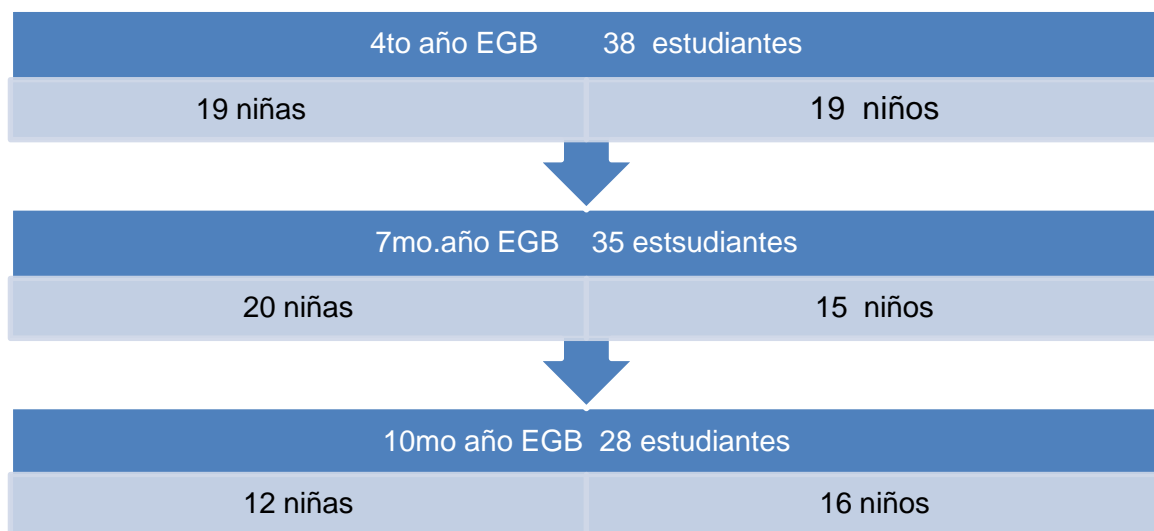 4to año EGB 38 estudiantes
19 niñas 19 niños
7mo.año EGB 35 estsudiantes
20 niñas 15 niños
10mo año EGB 28 estudiantes
12 niñas 16 niños